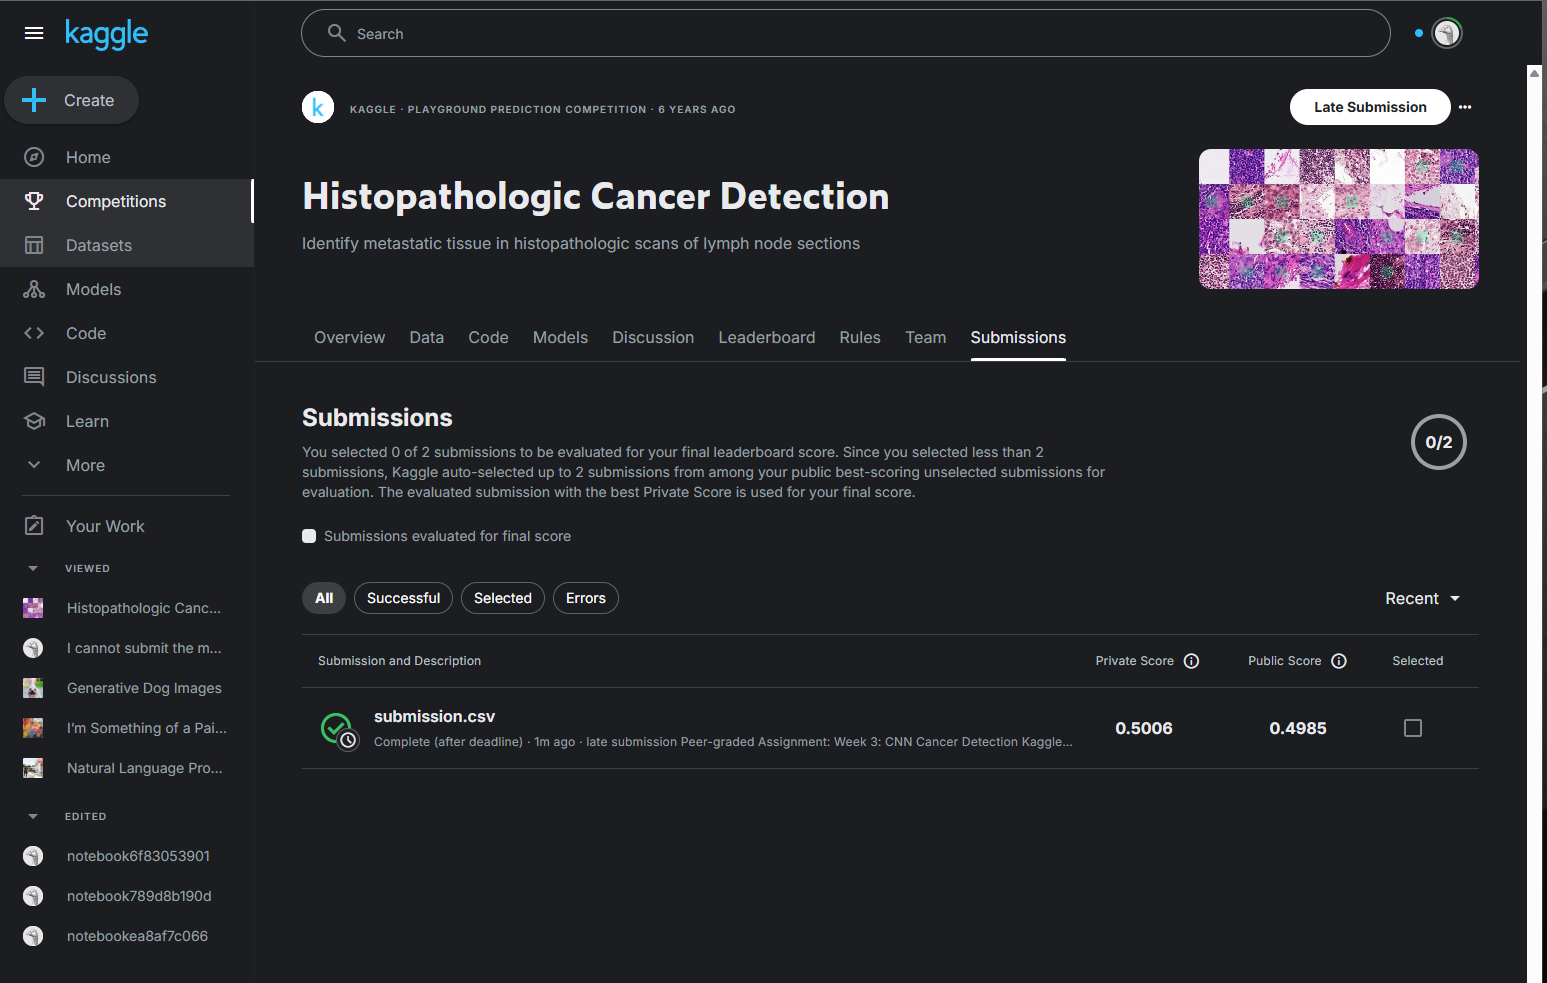 kaggle
Search
Create
Home
Competitions
Datasets
Models
Code
Discussions
Learn
More
Your Work
VIEWED
Histopathologic Canc...
I cannot submit the m...
Generative Dog Images
I'm Something of a Pai...
Natural Language Pro...
EDITED
notebook6f83053901
notebook789d8b190d
notebookea8af7c066
k
KAGGLE · PLAYGROUND PREDICTION COMPETITION · 6 YEARS AGO
Late Submission
Histopathologic Cancer Detection
Identify metastatic tissue in histopathologic scans of lymph node sections
Overview Data Code Models Discussion Leaderboard Rules Team Submissions
Submissions
You selected 0 of 2 submissions to be evaluated for your final leaderboard score. Since you selected less than 2
submissions, Kaggle auto-selected up to 2 submissions from among your public best-scoring unselected submissions for
evaluation. The evaluated submission with the best Private Score is used for your final score.
0/2
Submissions evaluated for final score
All Successful Selected Errors
Recent
Submission and Description Private Score Public Score Selected
submission.csv
Complete (after deadline) · 1m ago · late submission Peer-graded Assignment: Week 3: CNN Cancer Detection Kaggle...
0.5006 0.4985